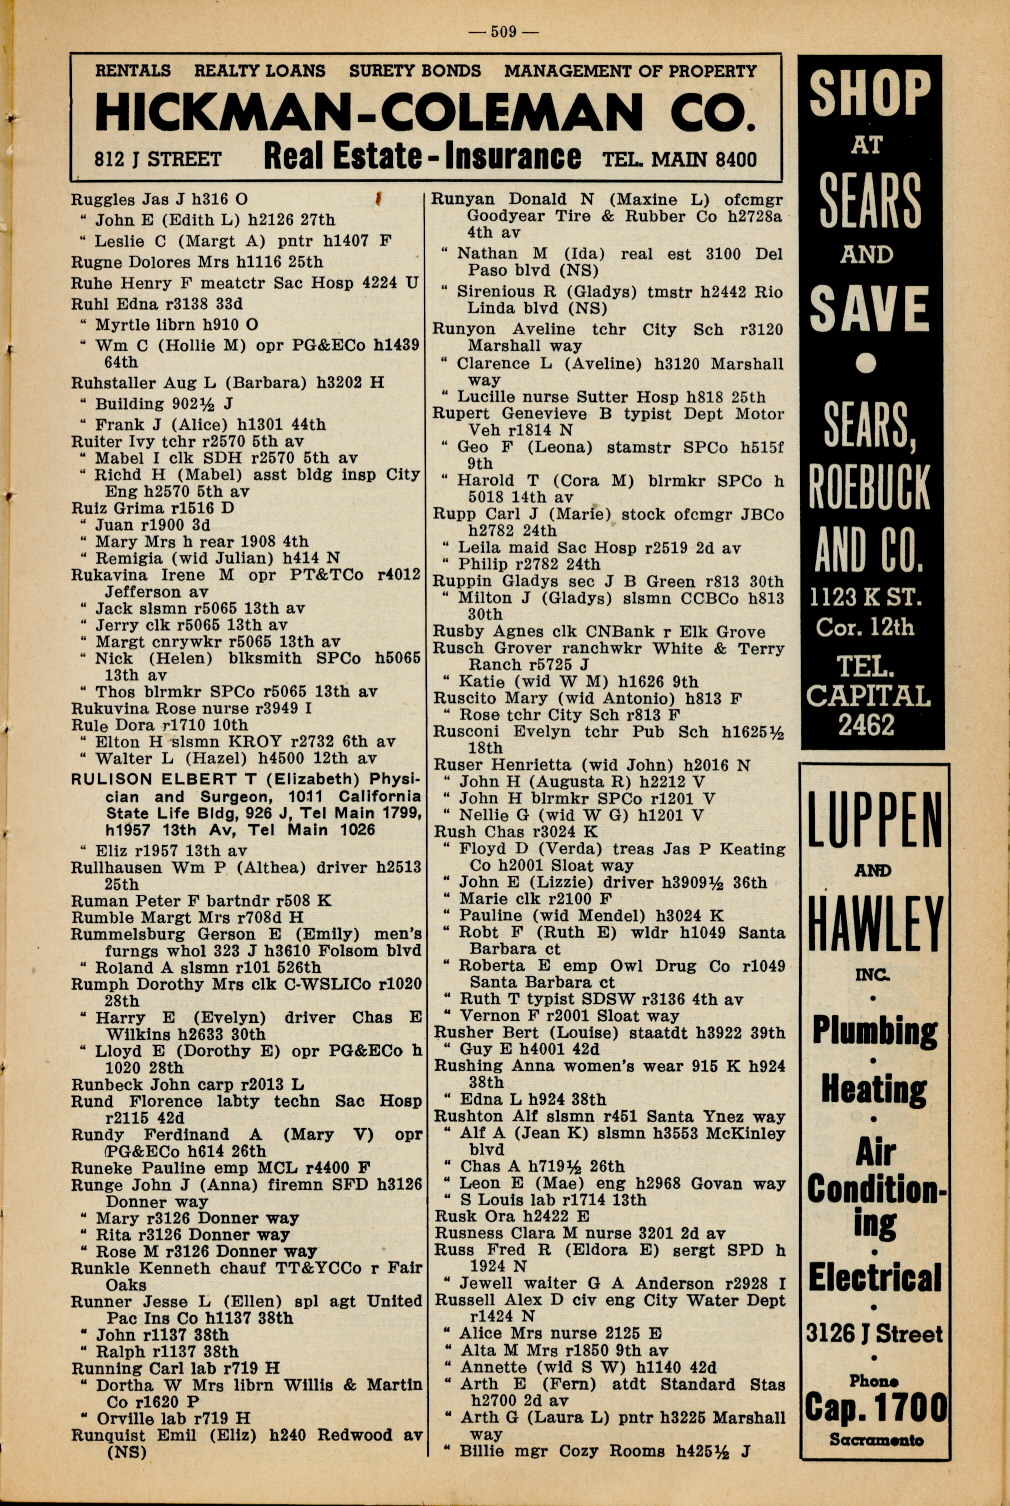 — 509 —
RENTALS REALTY LOANS SURETY BONDS MANAGEMENT OF PROPERTY
HICKMAN-COLEMAN CO.
812 J STREET Real Estate - Insurance TEL. MAIN 8400
Ruggles Jas J h316 O
“ John E (Edith L) h2126 27th
“ Leslie C (Margt A) pntr h1407 F
Rugne Dolores Mrs h1116 25th
Ruhe Henry F meatctr Sac Hosp 4224 U
Ruhl Edna r3138 33d
“ Myrtle librn h910 O
“ Wm C (Hollie M) opr PG&ECo h1439
64th
Ruhstaller Aug L (Barbara) h3202 H
“ Building 902½ J
“ Frank J (Alice) h1301 44th
Ruiter Ivy tchr r2570 5th av
“ Mabel I clk SDH r2570 5th av
“ Richd H (Mabel) asst bldg insp City
Eng h2570 5th av
Ruiz Grima r1516 D
“ Juan r1900 3d
“ Mary Mrs h rear 1908 4th
“ Remigia (wid Julian) h414 N
Rukavina Irene M opr PT&TCo r4012
Jefferson av
“ Jack slsmn r5065 13th av
“ Jerry clk r5065 13th av
“ Margt cnrywkr r5065 13th av
“ Nick (Helen) blksmith SPCo h5065
13th av
“ Thos blrmkr SPCo r5065 13th av
Rukuvina Rose nurse r3949 I
Rule Dora r1710 10th
“ Elton H slsmn KROY r2732 6th av
“ Walter L (Hazel) h4500 12th av
RULISON ELBERT T (Elizabeth) Physi-
cian and Surgeon, 1011 California
State Life Bldg, 926 J, Tel Main 1799,
h1957 13th Av, Tel Main 1026
“ Eliz r1957 13th av
Rullhausen Wm P (Althea) driver h2513
25th
Ruman Peter F bartndr r508 K
Rumble Margt Mrs r708d H
Rummelsburg Gerson E (Emily) men's
furngs whol 323 J h3610 Folsom blvd
“ Roland A slsmn r101 526th
Rumph Dorothy Mrs clk C-WSLICo r1020
28th
“ Harry E (Evelyn) driver Chas E
Wilkins h2633 30th
“ Lloyd E (Dorothy E) opr PG&ECo h
1020 28th
Runbeck John carp r2013 L
Rund Florence labty techn Sac Hosp
r2115 42d
Rundy Ferdinand A (Mary V) opr
PG&ECo h614 26th
Runeke Pauline emp MCL r4400 F
Runge John J (Anna) firemn SFD h3126
Donner way
“ Mary r3126 Donner way
“ Rita r3126 Donner way
“ Rose M r3126 Donner way
Runkle Kenneth chauf TT&YCCo r Fair
Oaks
Runner Jesse L (Ellen) spl agt United
Pac Ins Co h1137 38th
“ John r1137 38th
“ Ralph r1137 38th
Running Carl lab r719 H
“ Dortha W Mrs librn Willis & Martin
Co r1620 P
“ Orville lab r719 H
Runquist Emil (Eliz) h240 Redwood av
(NS)
Runyan Donald N (Maxine L) ofcmgr
Goodyear Tire & Rubber Co h2728a
4th av
“ Nathan M (Ida) real est 3100 Del
Paso blvd (NS)
“ Sirenious R (Gladys) tmstr h2442 Rio
Linda blvd (NS)
Runyon Aveline tchr City Sch r3120
Marshall way
“ Clarence L (Aveline) h3120 Marshall
way
“ Lucille nurse Sutter Hosp h818 25th
Rupert Genevieve B typist Dept Motor
Veh r1814 N
“ Geo F (Leona) stamstr SPCo h515f
9th
“ Harold T (Cora M) blrmkr SPCo h
5018 14th av
Rupp Carl J (Marie) stock ofcmgr JBCo
h2782 24th
“ Leila maid Sac Hosp r2519 2d av
“ Philip r2782 24th
Ruppin Gladys sec J B Green r813 30th
“ Milton J (Gladys) slsmn CCBCo h813
30th
Rusby Agnes clk CNBank r Elk Grove
Rusch Grover ranchwkr White & Terry
Ranch r5725 J
“ Katie (wid W M) h1626 9th
Ruscito Mary (wid Antonio) h813 F
“ Rose tchr City Sch r813 F
Rusconi Evelyn tchr Pub Sch h1625½
18th
Ruser Henrietta (wid John) h2016 N
“ John H (Augusta R) h2212 V
“ John H blrmkr SPCo r1201 V
“ Nellie G (wid W G) h1201 V
Rush Chas r3024 K
“ Floyd D (Verda) treas Jas P Keating
Co h2001 Sloat way
“ John E (Lizzie) driver h3909½ 36th
“ Marie clk r2100 F
“ Pauline (wid Mendel) h3024 K
“ Robt F (Ruth E) wldr h1049 Santa
Barbara ct
“ Roberta E emp Owl Drug Co r1049
Santa Barbara ct
“ Ruth T typist SDSW r3136 4th av
“ Vernon F r2001 Sloat way
Rusher Bert (Louise) staatdt h3922 39th
“ Guy E h4001 42d
Rushing Anna women's wear 915 K h924
38th
“ Edna L h924 38th
Rushton Alf slsmn r451 Santa Ynez way
“ Alf A (Jean K) slsmn h3553 McKinley
blvd
“ Chas A h719½ 26th
“ Leon E (Mae) eng h2968 Govan way
“ S Louis lab r1714 13th
Rusk Ora h2422 E
Rusness Clara M nurse 3201 2d av
Russ Fred R (Eldora E) sergt SPD h
1924 N
“ Jewell waiter G A Anderson r2928 I
Russell Alex D civ eng City Water Dept
r1424 N
“ Alice Mrs nurse 2125 E
“ Alta M Mrs r1850 9th av
“ Annette (wid S W) h1140 42d
“ Arth E (Fern) atdt Standard Stas
h2700 2d av
“ Arth G (Laura L) pntr h3225 Marshall
way
“ Billie mgr Cozy Rooms h425½ J
SHOP
AT
SEARS
AND
SAVE
SEARS,
ROEBUCK
AND CO.
1123 K ST.
Cor. 12th
TEL.
CAPITAL
2462
LUPPEN
AND
HAWLEY
INC.
Plumbing
Heating
Air
Condition-
ing
Electrical
3126 J Street
Phone
Cap. 1700
Sacramento